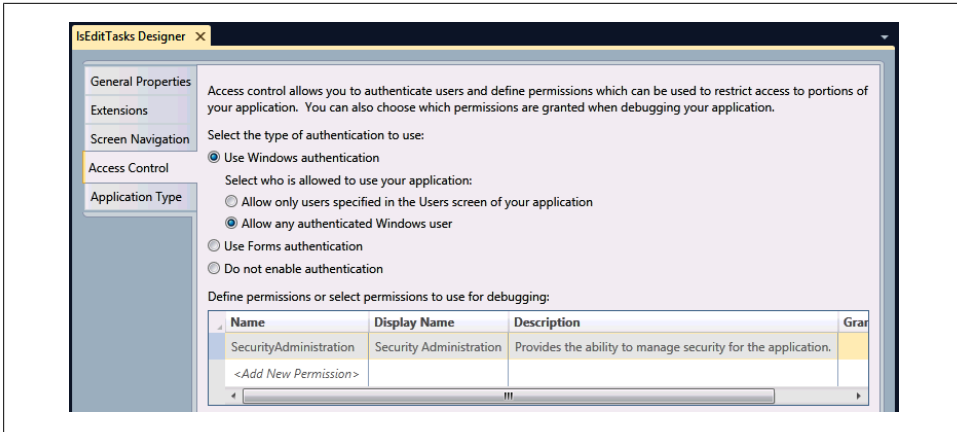 IsEditTasks Designer
General Properties
Extensions
Screen Navigation
Access Control
Application Type
Access control allows you to authenticate users and define permissions which can be used to restrict access to portions of
your application. You can also choose which permissions are granted when debugging your application.
Select the type of authentication to use:
Use Windows authentication
Select who is allowed to use your application:
Allow only users specified in the Users screen of your application
Allow any authenticated Windows user
Use Forms authentication
Do not enable authentication
Define permissions or select permissions to use for debugging:
Name Display Name Description Gran
SecurityAdministration Security Administration Provides the ability to manage security for the application.
<Add New Permission>